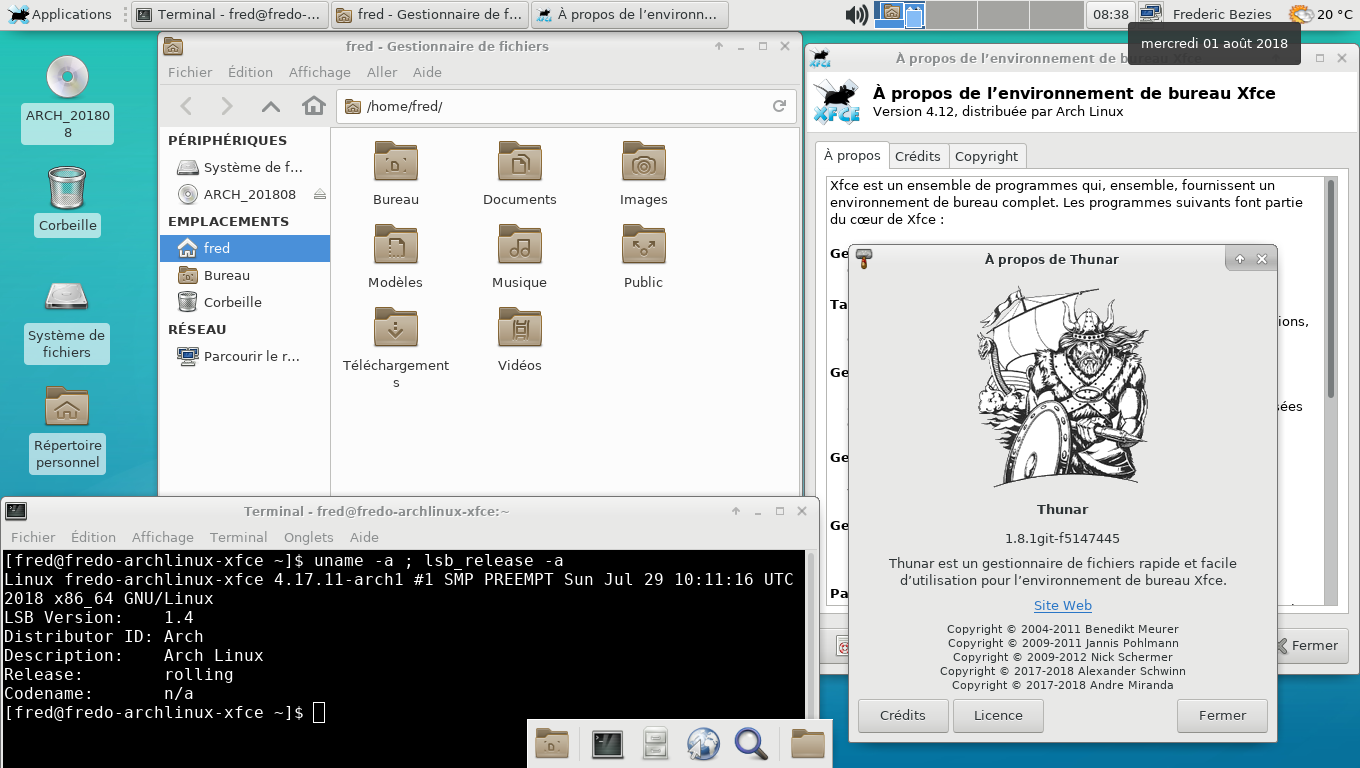 Applications
Terminal - fred@fredo-...
fred - Gestionnaire de f...
À propos de l’environn...
08:38
Frederic Bezies
20 °C
mercredi 01 août 2018
ARCH_20180
8
Corbeille
Système de
fichiers
Répertoire
personnel
fred - Gestionnaire de fichiers
Fichier
Édition
Affichage
Aller
Aide
/home/fred/
PÉRIPHÉRIQUES
Système de f...
ARCH_201808
EMPLACEMENTS
fred
Bureau
Corbeille
RÉSEAU
Parcourir le r...
Bureau
Documents
Images
Modèles
Musique
Public
Téléchargement
s
Vidéos
À propos de l’environnement de b
XFCE
À propos de l’environnement de bureau Xfce
Version 4.12, distribuée par Arch Linux
À propos
Crédits
Copyright
Xfce est un ensemble de programmes qui, ensemble, fournissent un
environnement de bureau complet. Les programmes suivants font partie
du cœur de Xfce :
Ge
Ta
ions,
Ge
sées
Ge
Ge
Pa
Fermer
À propos de Thunar
Thunar
1.8.1git-f5147445
Thunar est un gestionnaire de fichiers rapide et facile
d’utilisation pour l’environnement de bureau Xfce.
Site Web
Copyright © 2004-2011 Benedikt Meurer
Copyright © 2009-2011 Jannis Pohlmann
Copyright © 2009-2012 Nick Schermer
Copyright © 2017-2018 Alexander Schwinn
Copyright © 2017-2018 Andre Miranda
Crédits
Licence
Fermer
Terminal - fred@fredo-archlinux-xfce:~
Fichier
Édition
Affichage
Terminal
Onglets
Aide
[fred@fredo-archlinux-xfce ~]$ uname -a ; lsb_release -a
Linux fredo-archlinux-xfce 4.17.11-arch1 #1 SMP PREEMPT Sun Jul 29 10:11:16 UTC
2018 x86_64 GNU/Linux
LSB Version:    1.4
Distributor ID: Arch
Description:    Arch Linux
Release:        rolling
Codename:       n/a
[fred@fredo-archlinux-xfce ~]$